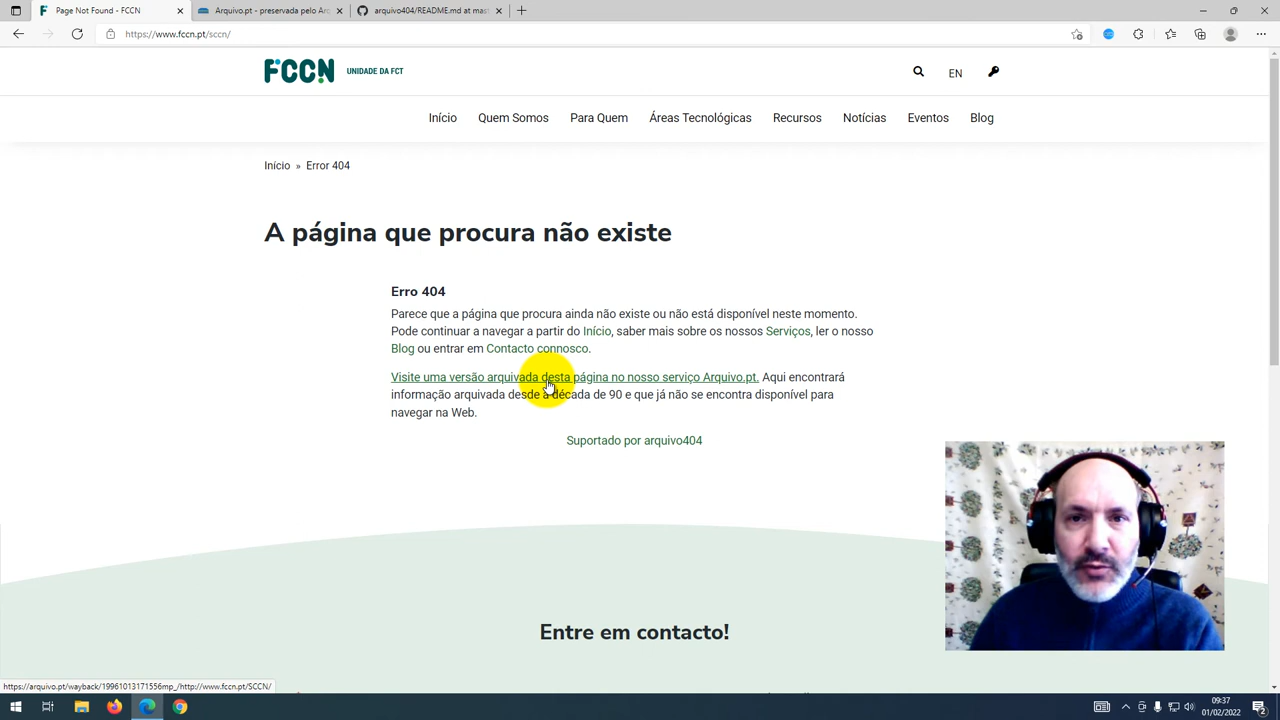 Page Not Found - FCCN
Arquivo.pt - preservada pelo Arc
arquivo404/README.md at mast
https://www.fccn.pt/sccn/
FCCN UNIDADE DA FCT
EN
Início Quem Somos Para Quem Áreas Tecnológicas Recursos Notícias Eventos Blog
Início » Error 404
A página que procura não existe
Erro 404
Parece que a página que procura ainda não existe ou não está disponível neste momento.
Pode continuar a navegar a partir do Início, saber mais sobre os nossos Serviços, ler o nosso
Blog ou entrar em Contacto connosco.
Visite uma versão arquivada desta página no nosso serviço Arquivo.pt. Aqui encontrará
informação arquivada desde a década de 90 e que já não se encontra disponível para
navegar na Web.
Suportado por arquivo404
Entre em contacto!
https://arquivo.pt/wayback/19961013171556mp_/http://www.fccn.pt/SCCN/
09:37
01/02/2022
2